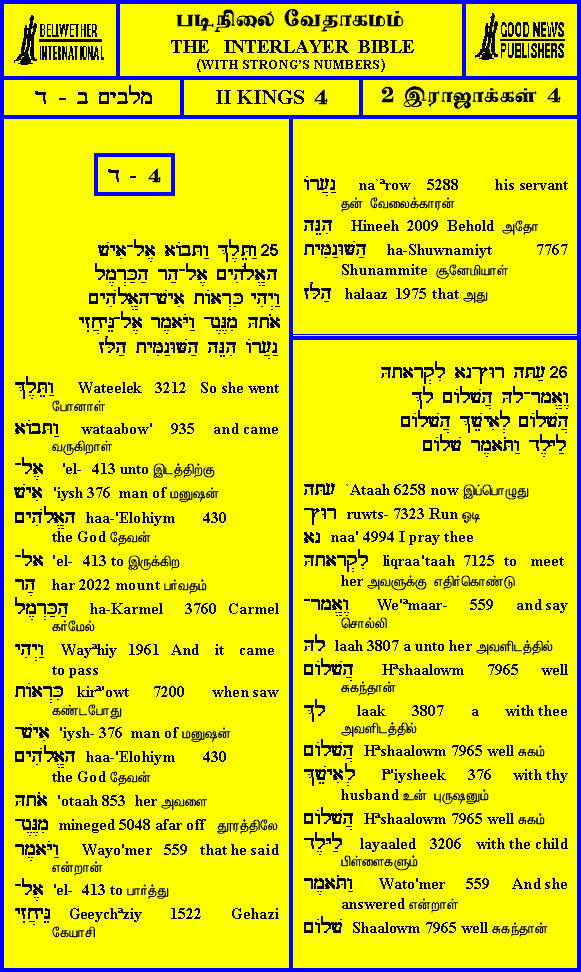 BELLWETHER
INTERNATIONAL
படிநிலை வேதாகமம்
THE INTERLAYER BIBLE
(WITH STRONG'S NUMBERS)
GOOD NEWS
PUBLISHERS
מלבים ב - ד
II KINGS 4
2 இராஜாக்கள் 4
4 - ד
25 וַתֵּלֶךְ וַתָּבוֹא אֶל־אִישׁ
הָאֱלֹהִים אֶל־הַר הַכַּרְמֶל
וַיְהִי כִּרְאוֹת אִישׁ־הָאֱלֹהִים
אֹתָהּ מִנֶּגֶד וַיֹּאמֶר אֶל־גֵּיחֲזִי
נַעֲרוֹ הִנֵּה הַשּׁוּנַמִּית הַלָּז
וַתֵּלֶךְ Wateelek 3212 So she went
போனாள்
וַתָּבוֹא wataabow' 935 and came
வருகிறாள்
אֶל־ 'el- 413 unto இடத்திற்கு
אִישׁ 'iysh 376 man of மனுஷன்
הָאֱלֹהִים haa-'Elohiym 430
the God தேவன்
אֶל־ 'el- 413 to இருக்கிற
הַר har 2022 mount பர்வதம்
הַכַּרְמֶל ha-Karmel 3760 Carmel
கர்மேல்
וַיְהִי Wayªhiy 1961 And it came
to pass
כִּרְאוֹת kirª'owt 7200 when saw
கண்டபோது
אִישׁ־ 'iysh- 376 man of மனுஷன்
הָאֱלֹהִים haa-'Elohiym 430
the God தேவன்
אֹתָהּ 'otaah 853 her அவளை
מִנֶּגֶד mineged 5048 afar off தூரத்திலே
וַיֹּאמֶר Wayo'mer 559 that he said
என்றான்
אֶל־ 'el- 413 to பார்த்து
גֵּיחֲזִי Geeychªziy 1522 Gehazi
கேயாசி
נַעֲרוֹ na`ªrow 5288 his servant
தன் வேலைக்காரன்
הִנֵּה Hineeh 2009 Behold அதோ
הַשּׁוּנַמִּית ha-Shuwnamiyt 7767
Shunammite சூனேமியாள்
הַלָּז halaaz 1975 that அது
26 עַתָּה רוּץ־נָא לִקְרָאתָהּ
וֶאֱמָר־לָהּ הֲשָׁלוֹם לָךְ
הֲשָׁלוֹם לְאִישֵׁךְ הֲשָׁלוֹם
לַיָּלֶד וַתֹּאמֶר שָׁלוֹם
עַתָּה `Ataah 6258 now இப்பொழுது
רוּץ־ ruwts- 7323 Run ஓடி
נָא naa' 4994 I pray thee
לִקְרָאתָהּ liqraa'taah 7125 to meet
her அவளுக்கு எதிர்கொண்டு
וֶאֱמָר־ We'ªmaar- 559 and say
சொல்லி
לָהּ laah 3807 a unto her அவளிடத்தில்
הֲשָׁלוֹם Hªshaalowm 7965 well
சுகந்தான்
לָךְ laak 3807 a with thee
அவளிடத்தில்
הֲשָׁלוֹם Hªshaalowm 7965 well சுகம்
לְאִישֵׁךְ lª'iysheek 376 with thy
husband உன் புருஷனும்
הֲשָׁלוֹם Hªshaalowm 7965 well சுகம்
לַיָּלֶד layaaled 3206 with the child
பிள்ளைகளும்
וַתֹּאמֶר Wato'mer 559 And she
answered என்றாள்
שָׁלוֹם Shaalowm 7965 well சுகந்தான்